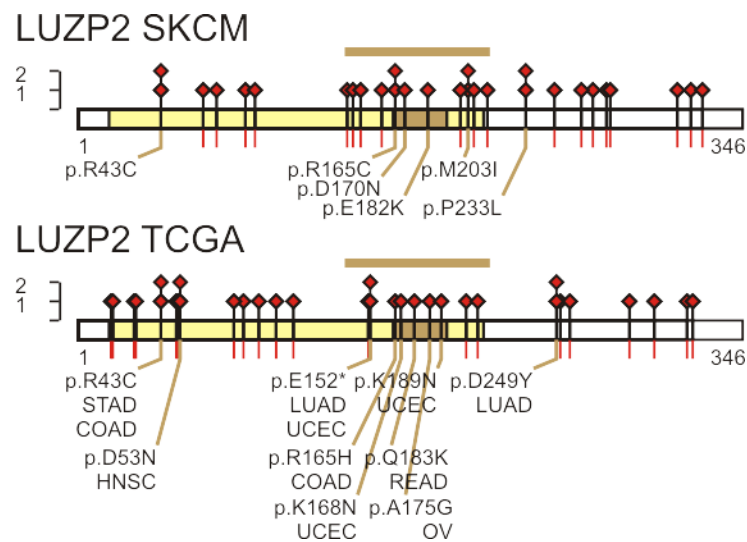 LUZP2 SKCM
2
1
1 346
p.R43C p.R165C p.M203I
p.D170N
p.E182K p.P233L
LUZP2 TCGA
2
1
1 346
p.R43C p.E152* p.K189N p.D249Y
STAD LUAD UCEC LUAD
COAD UCEC
p.D53N p.R165H p.Q183K
HNSC COAD READ
p.K168N p.A175G
UCEC OV